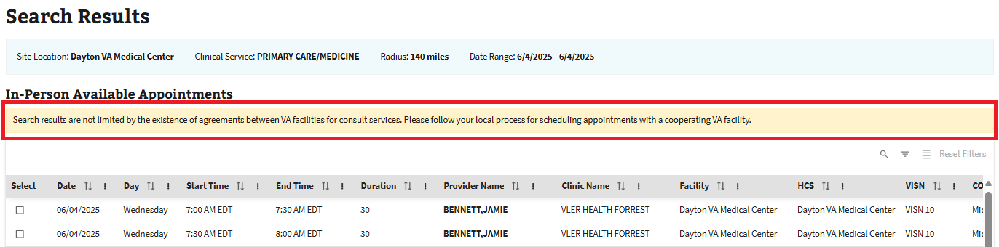 Search Results
Site Location: Dayton VA Medical Center Clinical Service: PRIMARY CARE/MEDICINE Radius: 140 miles Date Range: 6/4/2025 - 6/4/2025
In-Person Available Appointments
Search results are not limited by the existence of agreements between VA facilities for consult services. Please follow your local process for scheduling appointments with a cooperating VA facility.
Reset Filters
Select Date Day Start Time End Time Duration Provider Name Clinic Name Facility HCS VISN CO
06/04/2025 Wednesday 7:00 AM EDT 7:30 AM EDT 30 BENNETT,JAMIE VLER HEALTH FORREST Dayton VA Medical Center Dayton VA Medical Center VISN 10
06/04/2025 Wednesday 7:30 AM EDT 8:00 AM EDT 30 BENNETT,JAMIE VLER HEALTH FORREST Dayton VA Medical Center Dayton VA Medical Center VISN 10